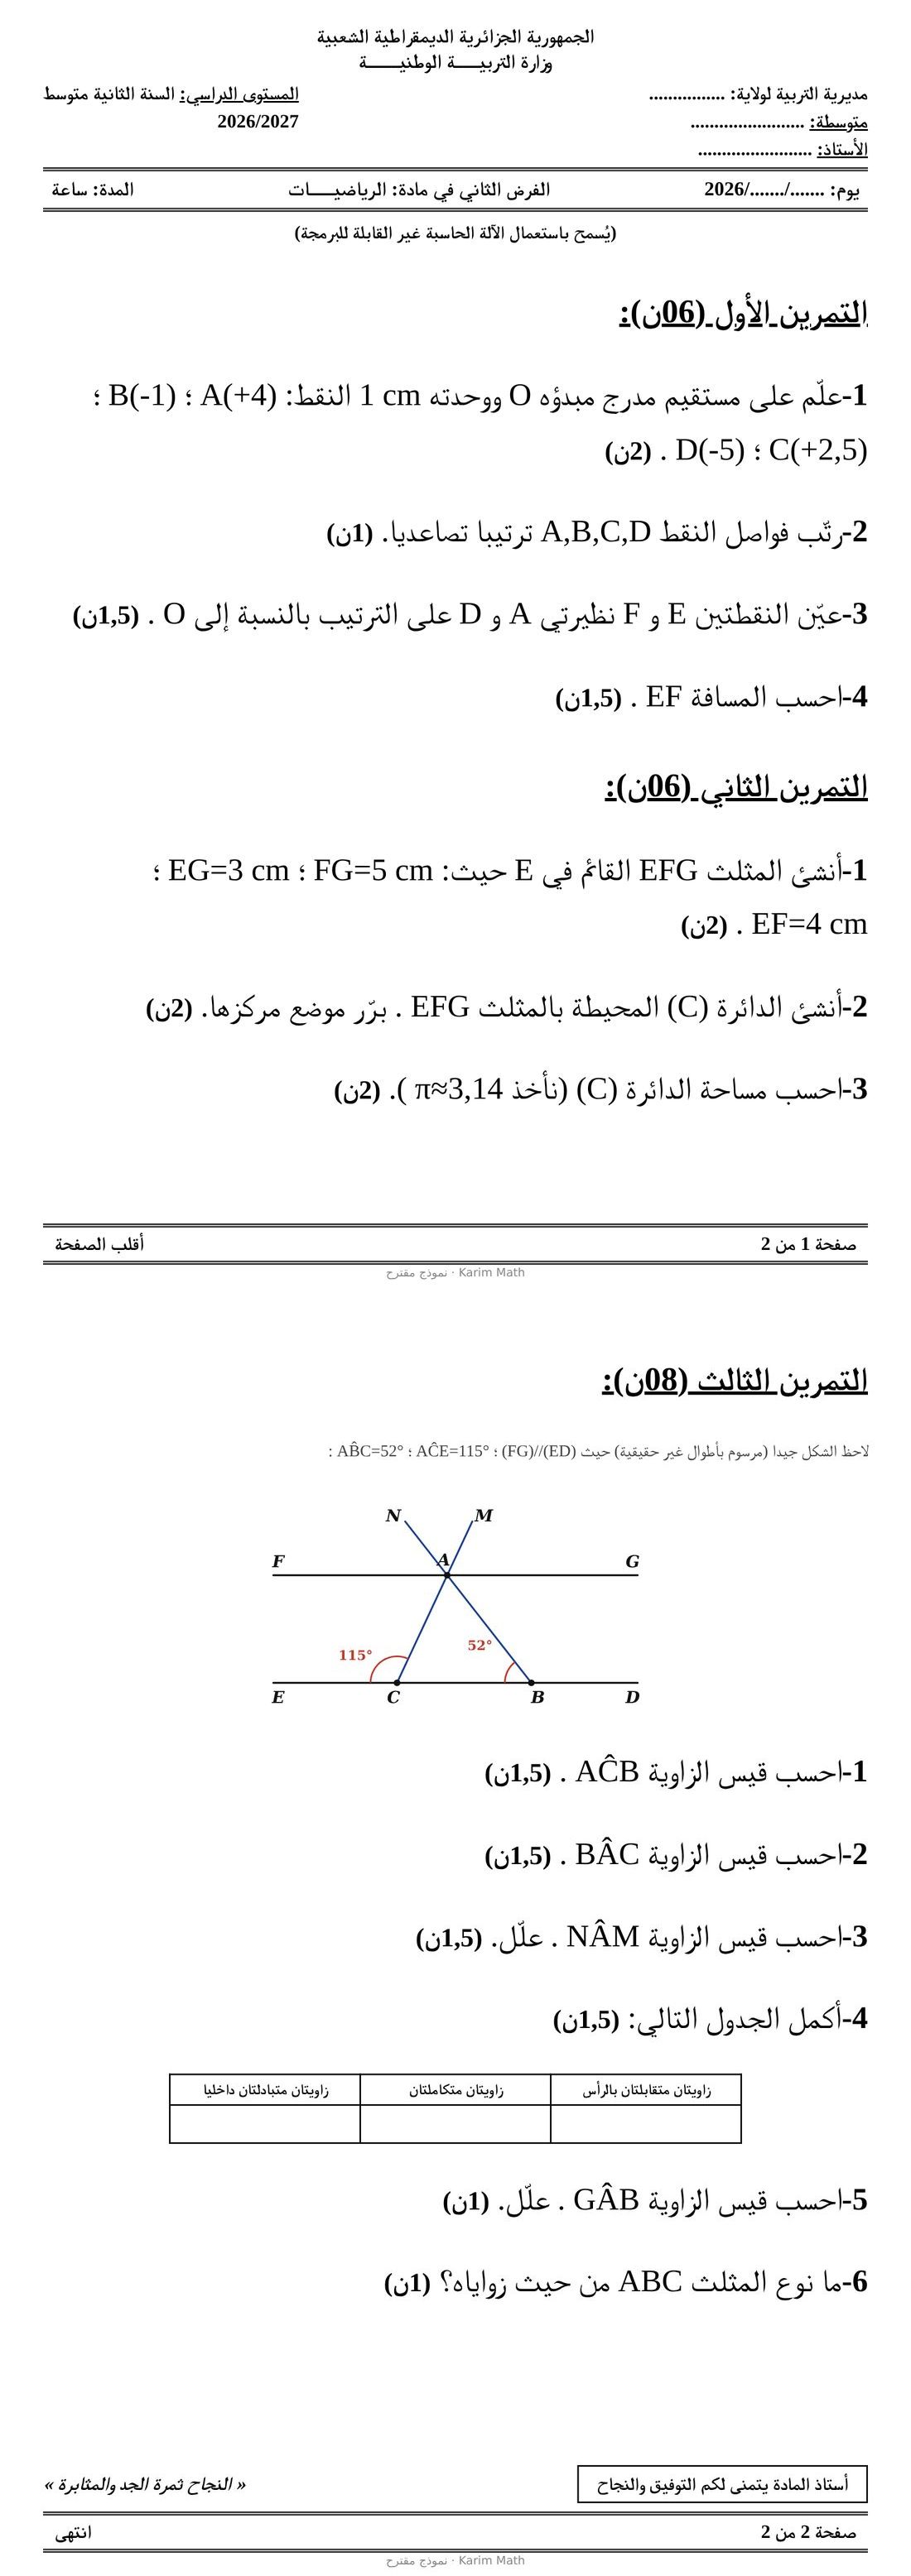 الجمهورية الجزائرية الديمقراطية الشعبية
وزارة التربيـــــة الوطنيــــــة
مديرية التربية لولاية: ................
المستوى الدراسي: السنة الثانية متوسط
متوسطة: ........................
2026/2027
الأستاذ: ........................
يوم: ......./......./2026
الفرض الثاني في مادة: الرياضيـــــات
المدة: ساعة
(يُسمح باستعمال الآلة الحاسبة غير القابلة للبرمجة)
التمرين الأول (06ن):
1-علّم على مستقيم مدرج مبدؤه O ووحدته 1 cm النقط: A(+4) ؛ B(-1) ؛
C(+2,5) ؛ D(-5) . (2ن)
2-رتّب فواصل النقط A,B,C,D ترتيبا تصاعديا. (1ن)
3-عيّن النقطتين E و F نظيرتي A و D على الترتيب بالنسبة إلى O . (1,5ن)
4-احسب المسافة EF . (1,5ن)
التمرين الثاني (06ن):
1-أنشئ المثلث EFG القائم في E حيث: FG=5 cm ؛ EG=3 cm ؛
EF=4 cm . (2ن)
2-أنشئ الدائرة (C) المحيطة بالمثلث EFG . برّر موضع مركزها. (2ن)
3-احسب مساحة الدائرة (C) (نأخذ π≈3,14 ). (2ن)
صفحة 1 من 2
أقلب الصفحة
Karim Math · نموذج مقترح
التمرين الثالث (08ن):
لاحظ الشكل جيدا (مرسوم بأطوال غير حقيقية) حيث (FG)//(ED) ؛ AĈE=115° ؛ AB̂C=52° :
N M
F A G
115° 52°
E C B D
1-احسب قيس الزاوية AĈB . (1,5ن)
2-احسب قيس الزاوية BÂC . (1,5ن)
3-احسب قيس الزاوية NÂM . علّل. (1,5ن)
4-أكمل الجدول التالي: (1,5ن)
زاويتان متقابلتان بالرأس
زاويتان متكاملتان
زاويتان متبادلتان داخليا
5-احسب قيس الزاوية GÂB . علّل. (1ن)
6-ما نوع المثلث ABC من حيث زواياه؟ (1ن)
أستاذ المادة يتمنى لكم التوفيق والنجاح
« النجاح ثمرة الجد والمثابرة »
صفحة 2 من 2
انتهى
Karim Math · نموذج مقترح